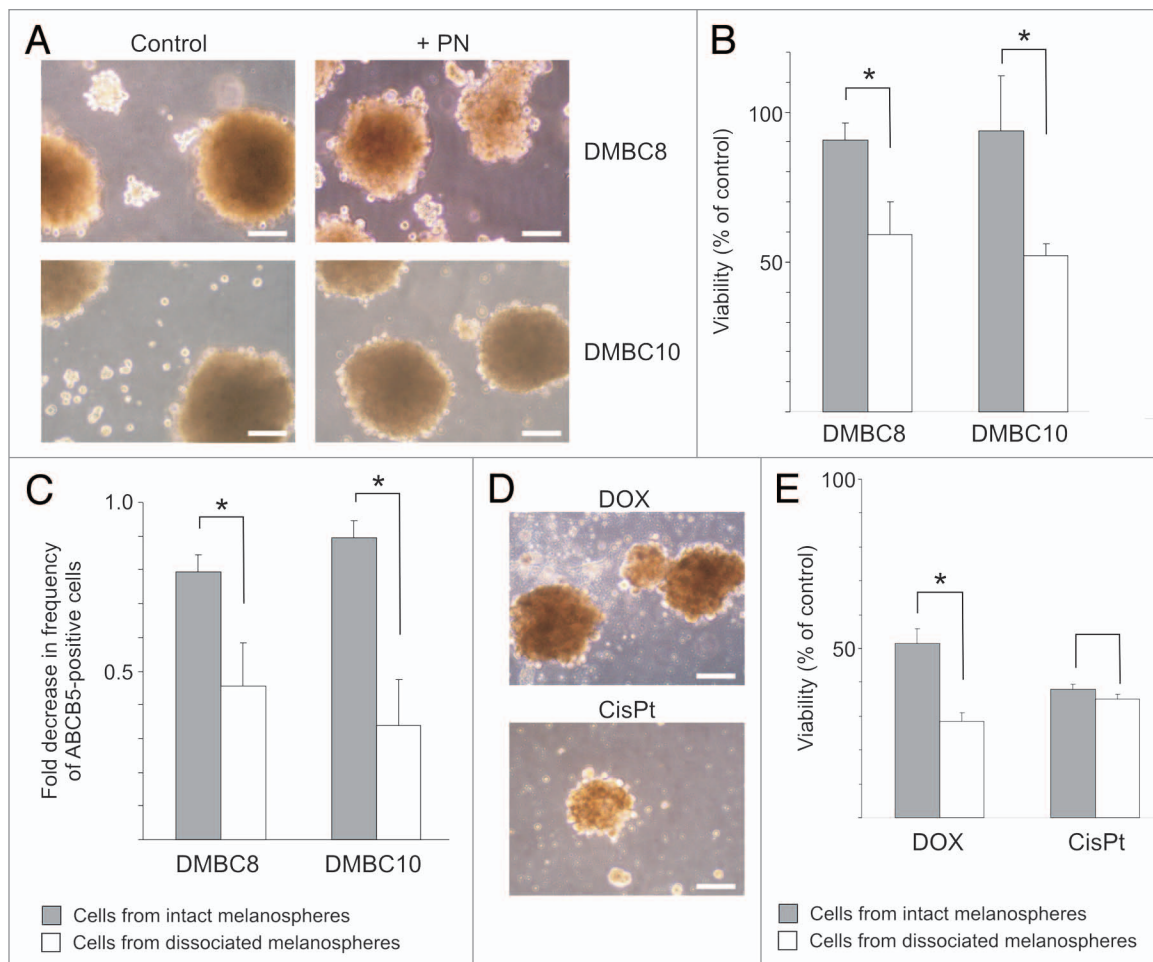 A
Control
+ PN
DMBC8
DMBC10
B
*
*
Viability (% of control)
100
50
DMBC8
DMBC10
C
*
*
Fold decrease in frequency
of ABCB5-positive cells
1.0
0.5
DMBC8
DMBC10
Cells from intact melanospheres
Cells from dissociated melanospheres
D
DOX
CisPt
E
*
Viability (% of control)
100
50
DOX
CisPt
Cells from intact melanospheres
Cells from dissociated melanospheres